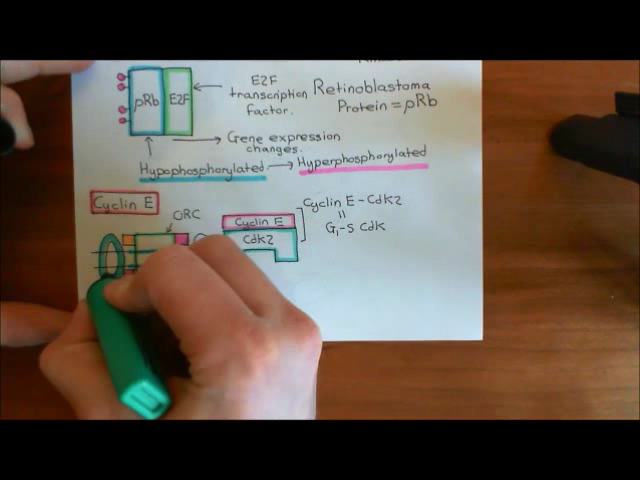 pRb
E2F
E2F
transcription
factor.
Retinoblastoma
Protein = pRb
Gene expression
changes.
Hypophosphorylated → Hyperphosphorylated
Cyclin E
ORC
Cyclin E
Cdk2
Cyclin E-Cdk2
=
G1-S Cdk